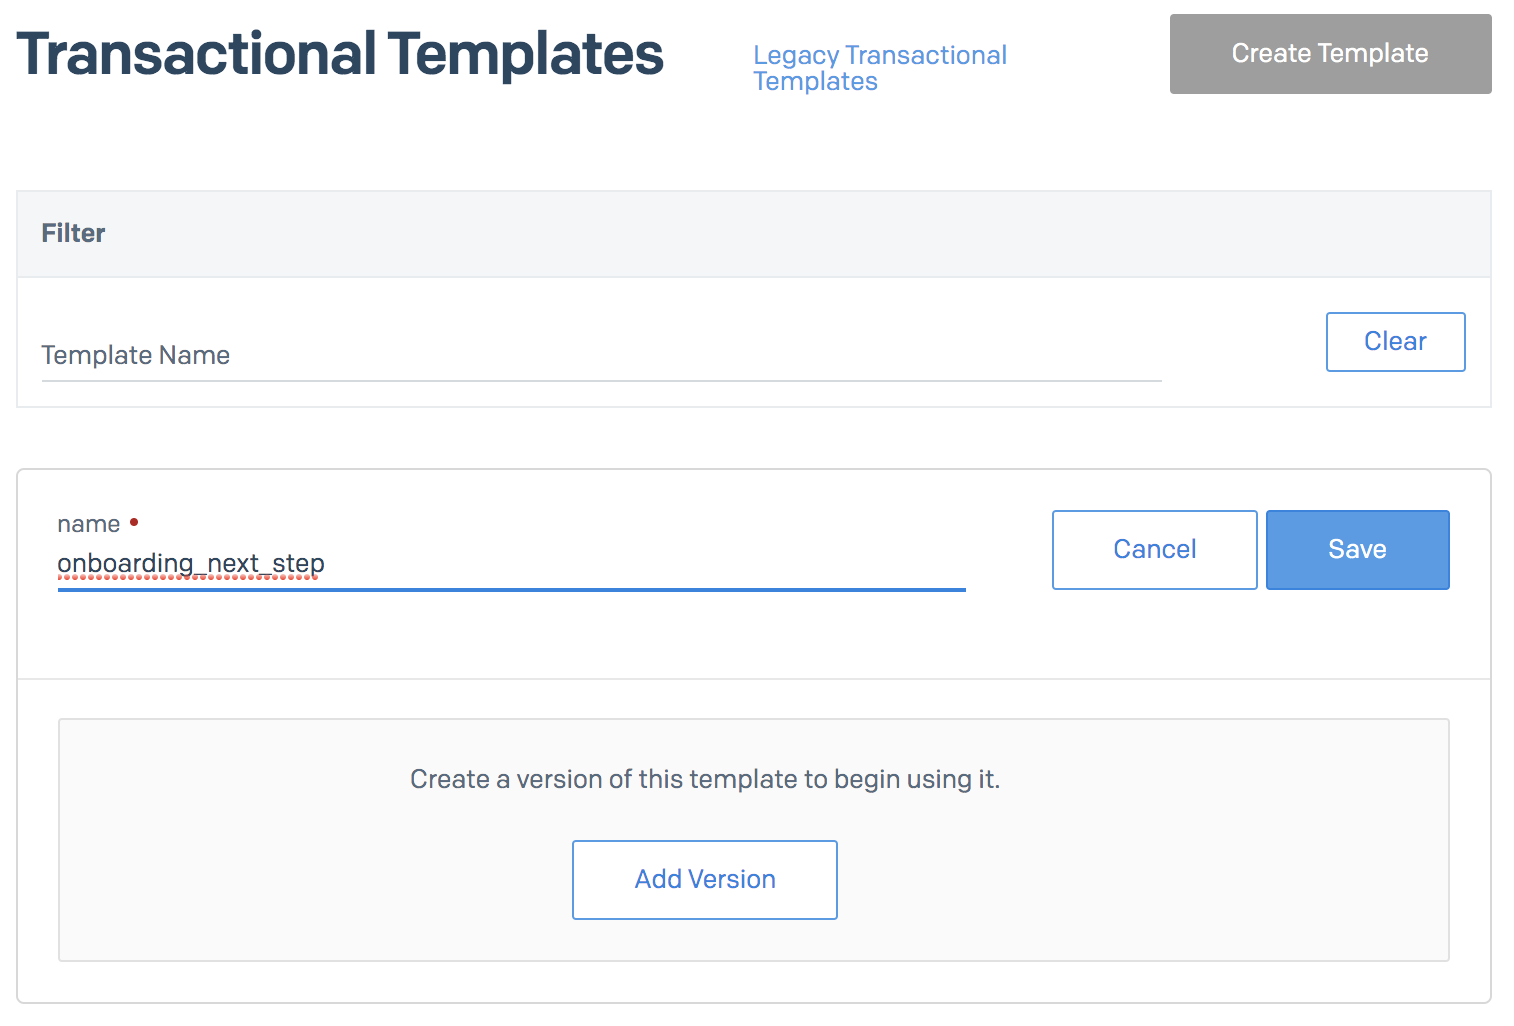 Transactional Templates
Legacy Transactional
Templates
Create Template
Filter
Template Name
Clear
name
onboarding_next_step
Cancel
Save
Create a version of this template to begin using it.
Add Version